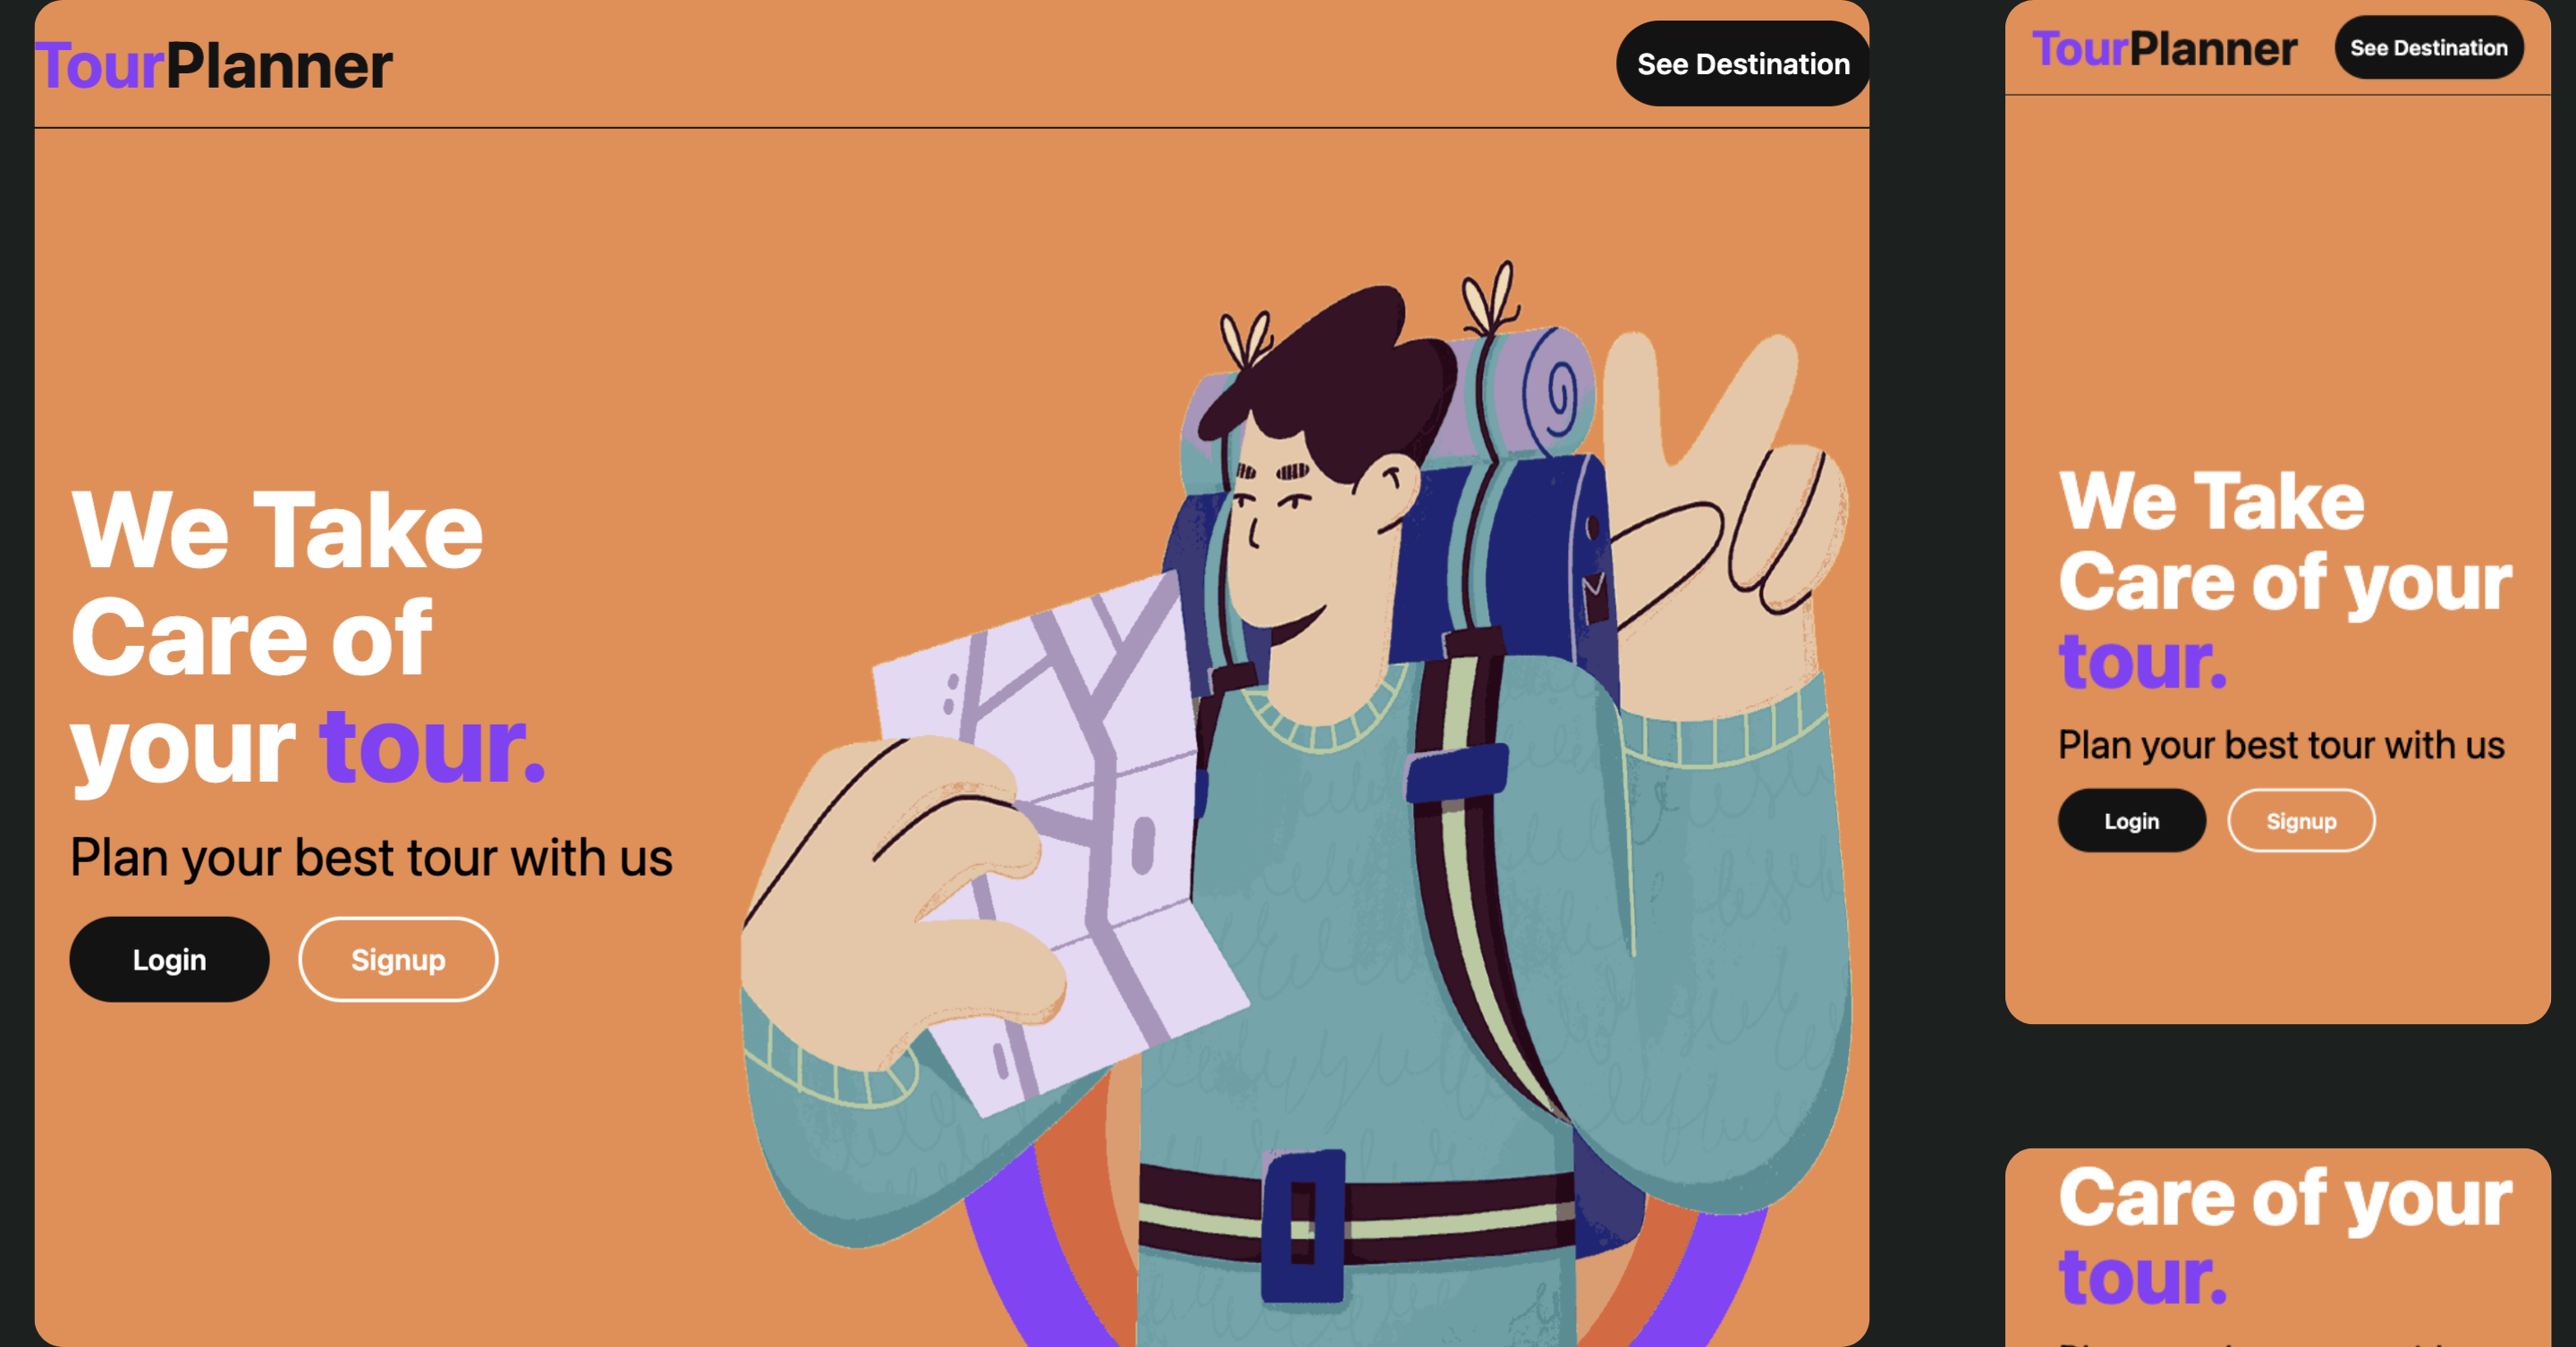 TourPlanner
See Destination
We Take
Care of
your tour.
Plan your best tour with us
Login
Signup
TourPlanner
See Destination
We Take
Care of your
tour.
Plan your best tour with us
Login
Signup
Care of your
tour.